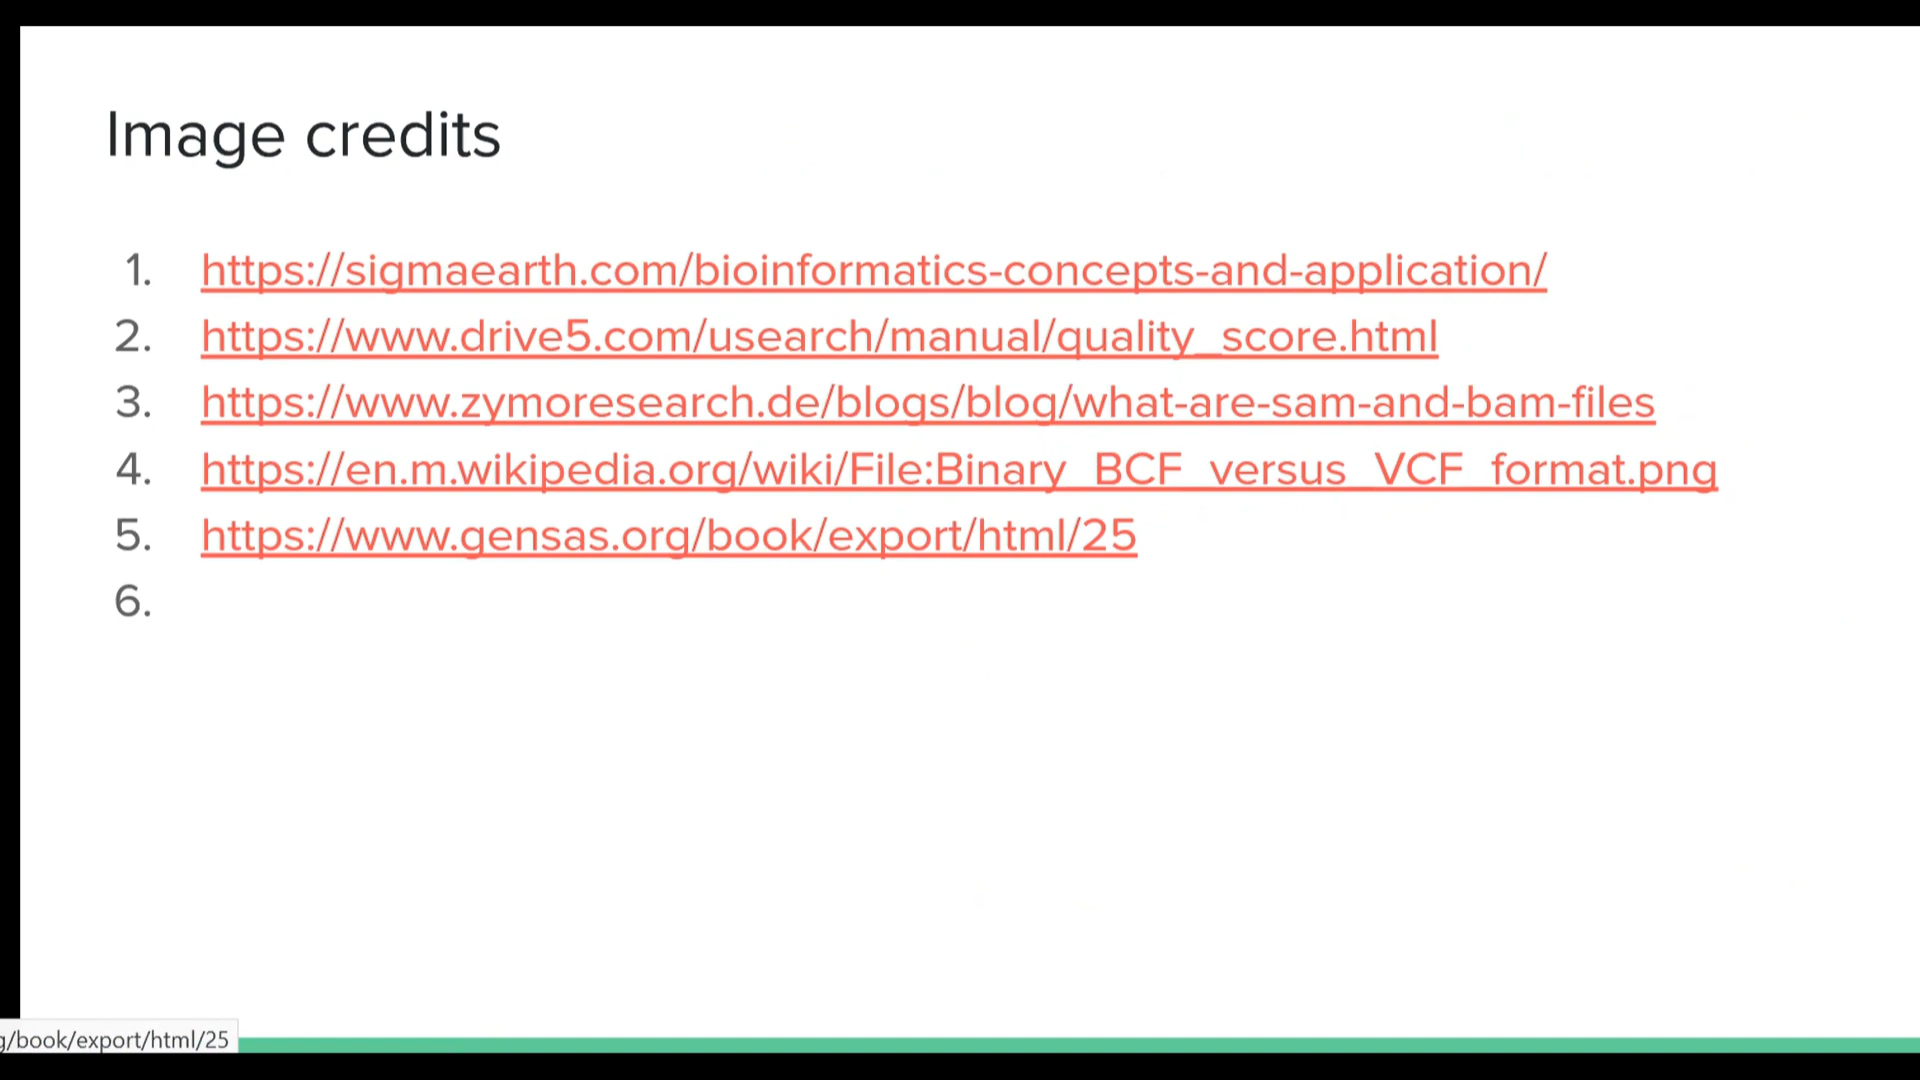 Image credits
1. https://sigmaearth.com/bioinformatics-concepts-and-application/
2. https://www.drive5.com/usearch/manual/quality_score.html
3. https://www.zymoresearch.de/blogs/blog/what-are-sam-and-bam-files
4. https://en.m.wikipedia.org/wiki/File:Binary_BCF_versus_VCF_format.png
5. https://www.gensas.org/book/export/html/25
6.
g/book/export/html/25